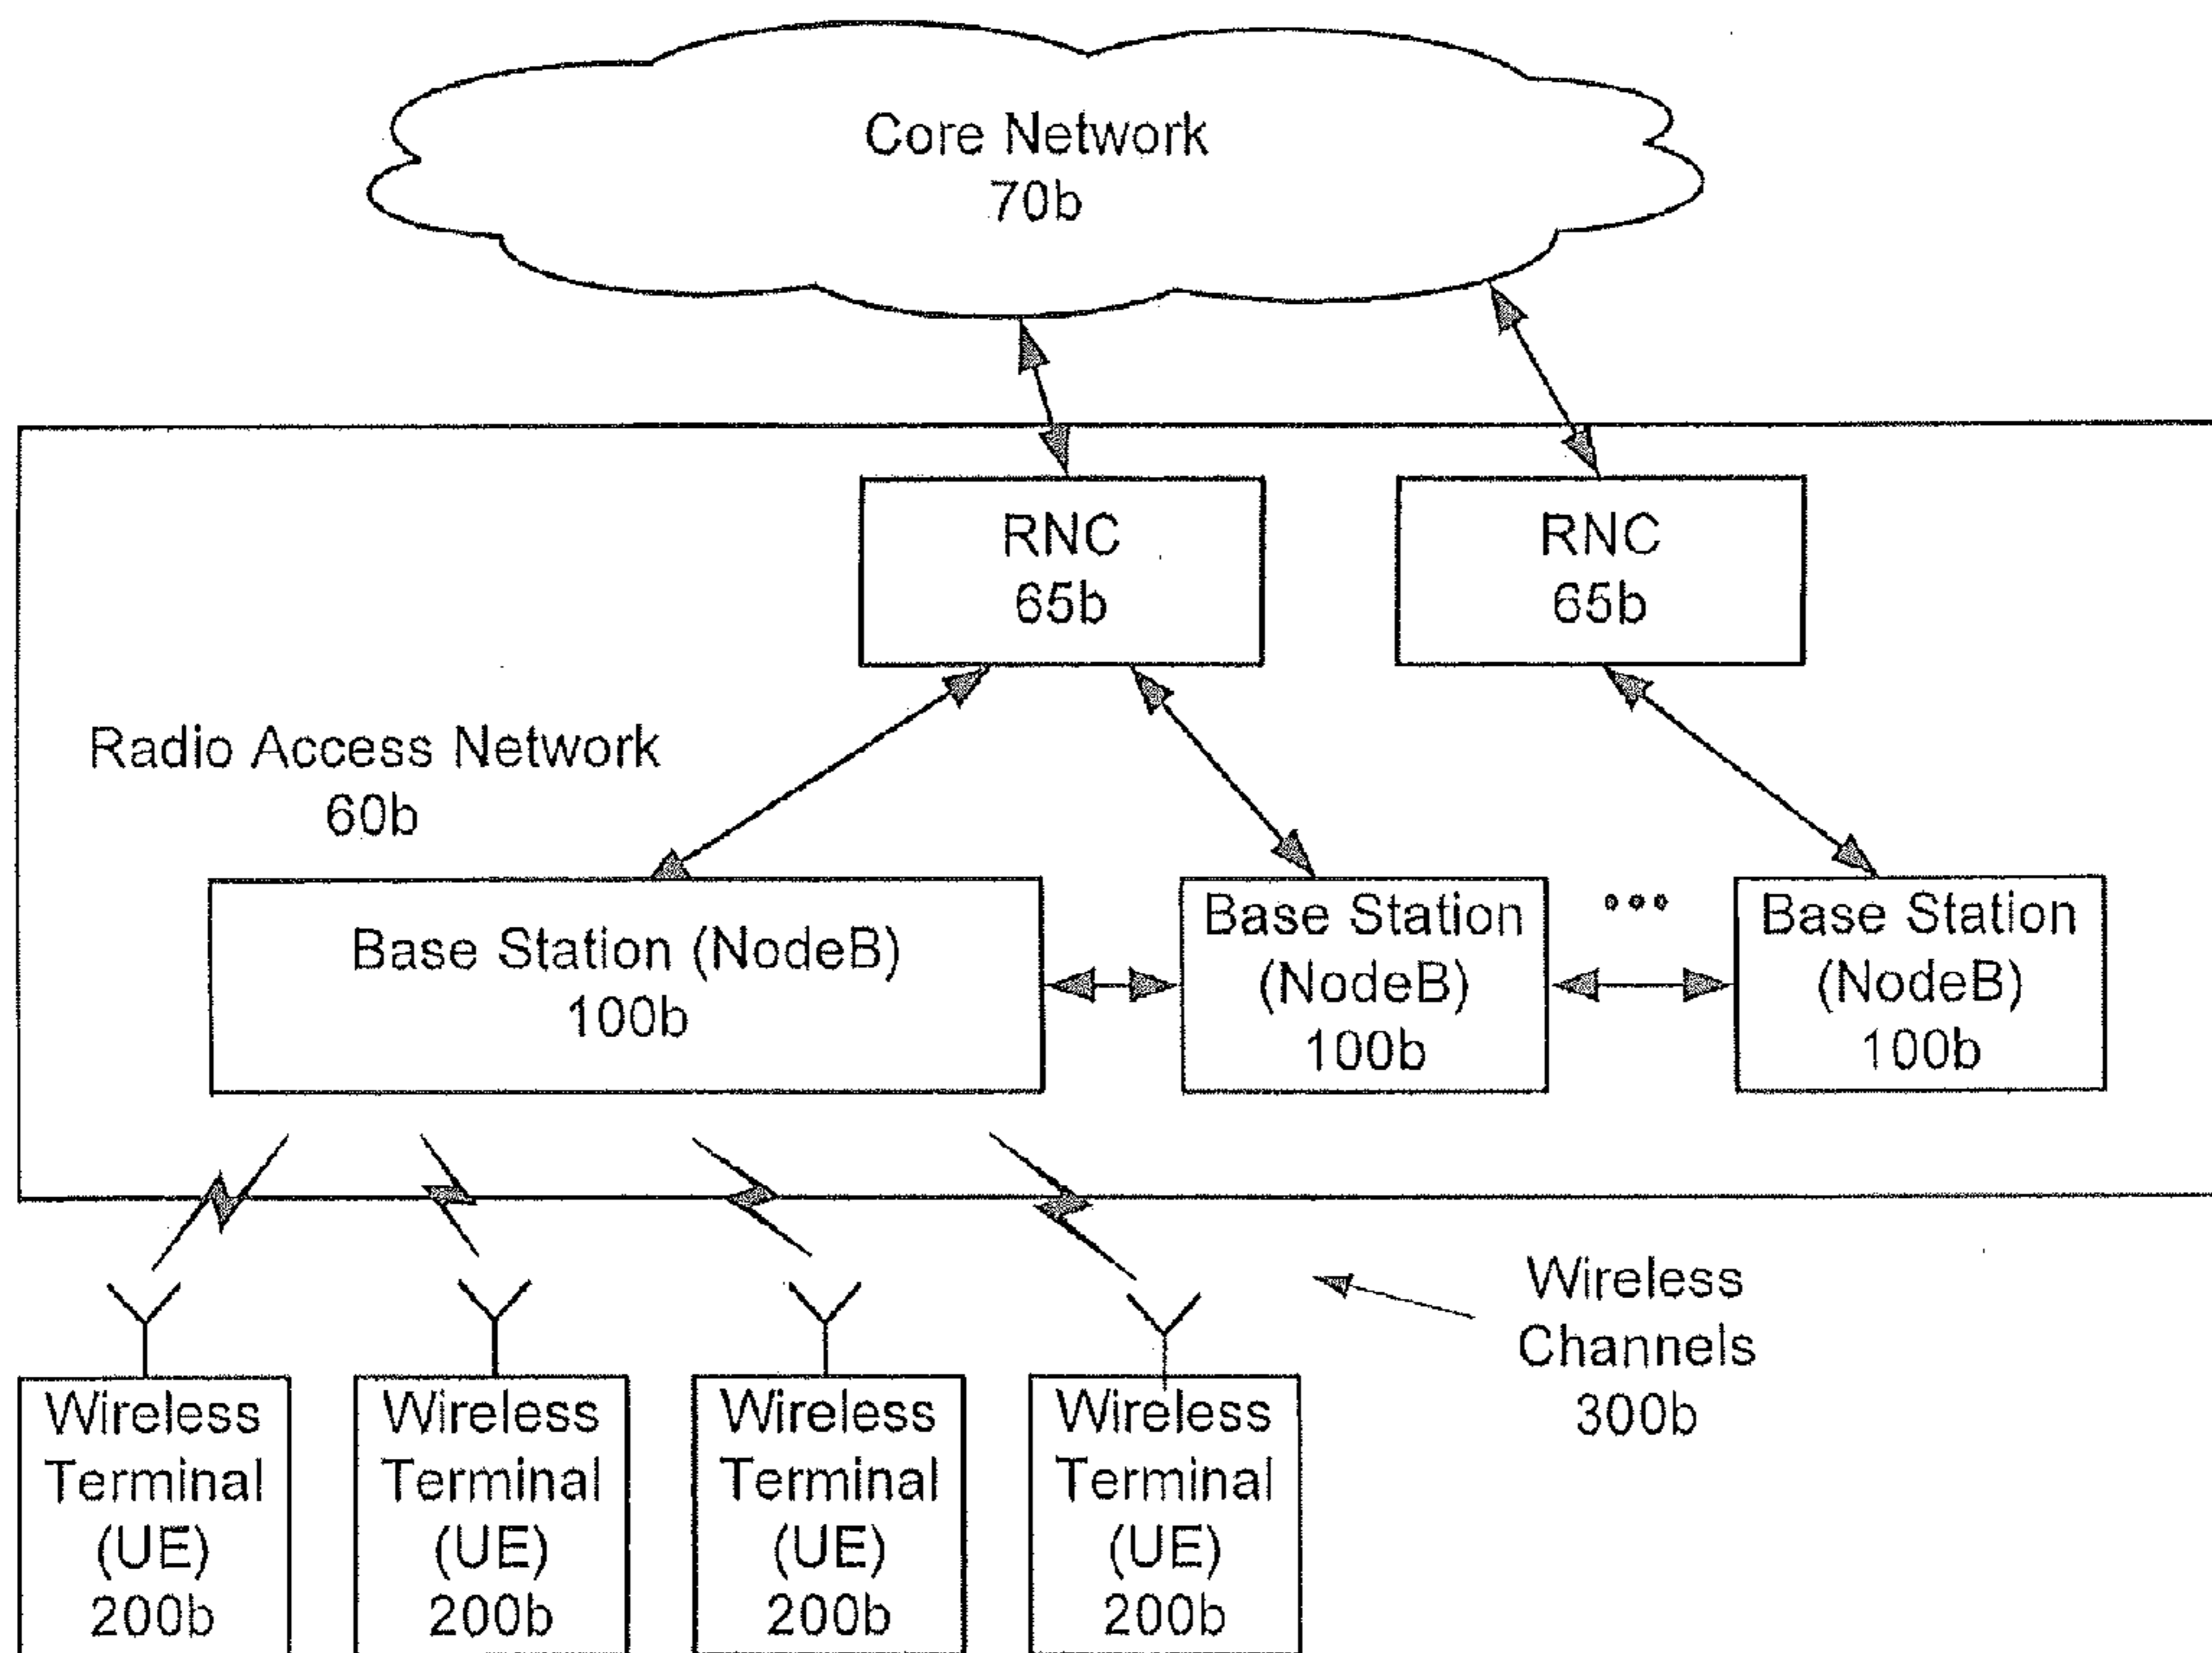 Core Network
70b
RNC
65b
RNC
65b
Radio Access Network
60b
Base Station (NodeB)
100b
Base Station
(NodeB)
100b
Base Station
(NodeB)
100b
Wireless
Channels
300b
Wireless
Terminal
(UE)
200b
Wireless
Terminal
(UE)
200b
Wireless
Terminal
(UE)
200b
Wireless
Terminal
(UE)
200b